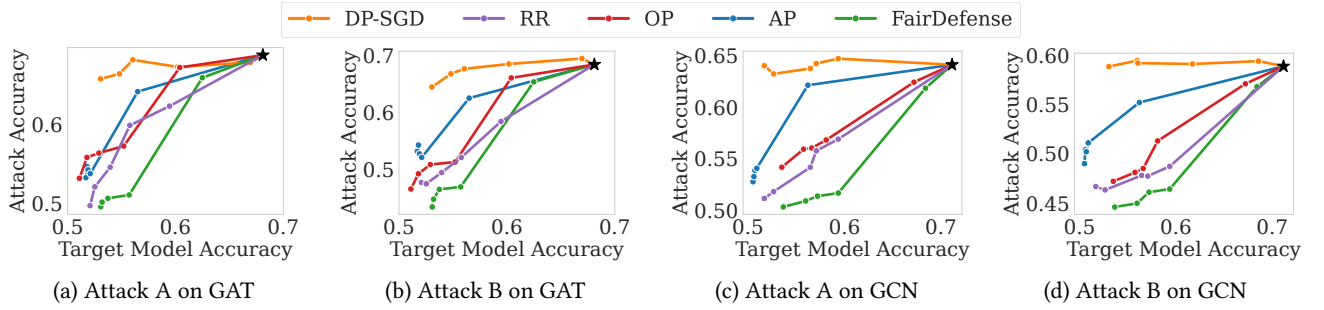 DP-SGD RR OP AP FairDefense
Attack Accuracy
0.6
0.5
0.5 0.6 0.7
Target Model Accuracy
(a) Attack A on GAT
Attack Accuracy
0.7
0.6
0.5
0.5 0.6 0.7
Target Model Accuracy
(b) Attack B on GAT
Attack Accuracy
0.65
0.60
0.55
0.50
0.5 0.6 0.7
Target Model Accuracy
(c) Attack A on GCN
Attack Accuracy
0.60
0.55
0.50
0.45
0.5 0.6 0.7
Target Model Accuracy
(d) Attack B on GCN